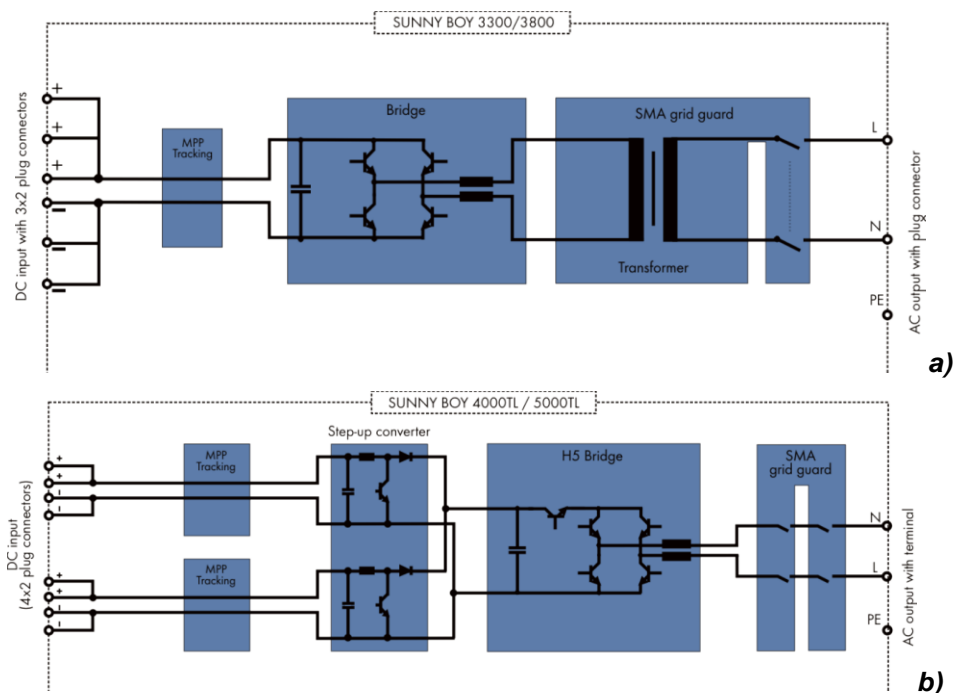 SUNNY BOY 3300/3800
DC input with 3x2 plug connectors
+
+
+
−
−
−
MPP
Tracking
Bridge
SMA grid guard
Transformer
L
N
PE
AC output with plug connector
a)
SUNNY BOY 4000TL / 5000TL
DC input
(4x2 plug connectors)
+
+
-
-
+
+
-
-
MPP
Tracking
MPP
Tracking
Step-up converter
H5 Bridge
SMA
grid guard
N
L
PE
AC output with terminal
b)